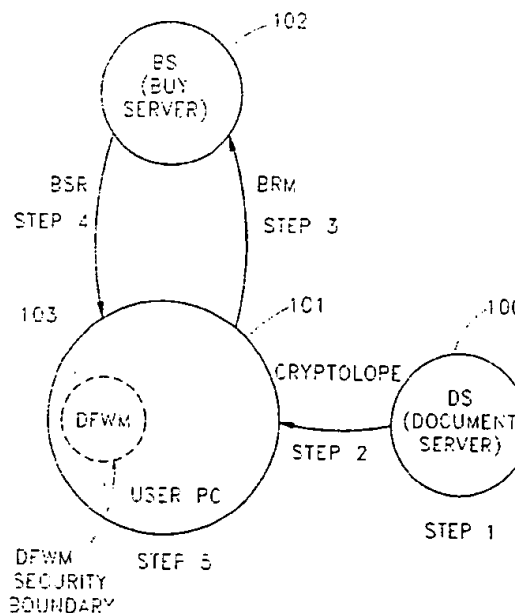 102
BS
(BUY
SERVER)
BSR
BRM
STEP 4
STEP 3
103
101
100
CRYPTOLOPE
DS
(DOCUMENT
SERVER)
DFWM
STEP 2
USER PC
STEP 1
DFWM
SECURITY
BOUNDARY
STEP 5